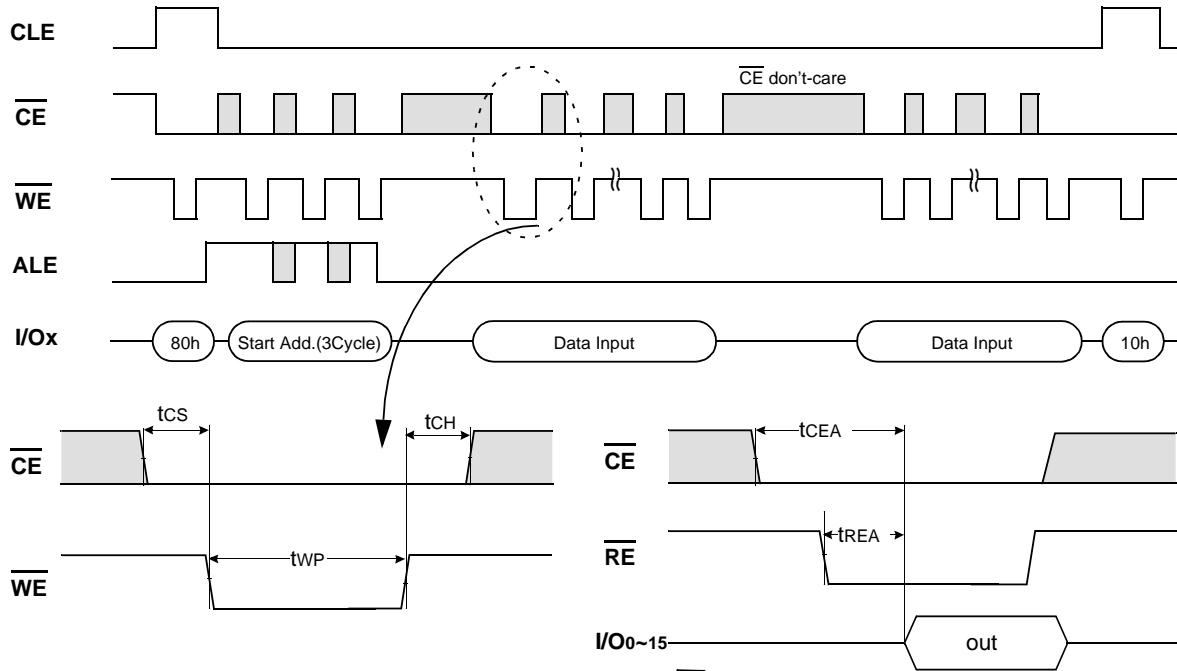 CLE
CE don't-care
CE
WE
ALE
I/Ox
80h
Start Add.(3Cycle)
Data Input
Data Input
10h
tCS
tCH
tCEA
CE
CE
tREA
RE
tWP
WE
I/O0~15
out